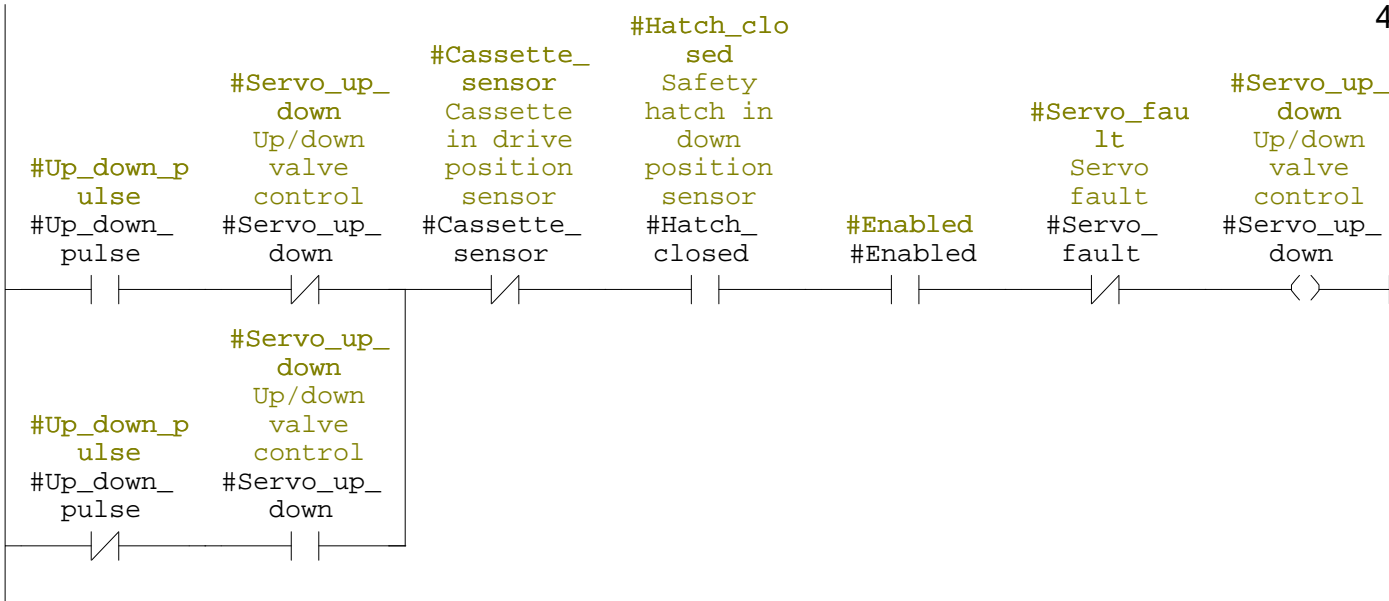 4
#Up_down_p
ulse
#Up_down_
pulse
#Servo_up_
down
Up/down
valve
control
#Servo_up_
down
#Cassette_
sensor
Cassette
in drive
position
sensor
#Cassette_
sensor
#Hatch_clo
sed
Safety
hatch in
down
position
sensor
#Hatch_
closed
#Enabled
#Enabled
#Servo_fau
lt
Servo
fault
#Servo_
fault
#Servo_up_
down
Up/down
valve
control
#Servo_up_
down
#Up_down_p
ulse
#Up_down_
pulse
#Servo_up_
down
Up/down
valve
control
#Servo_up_
down